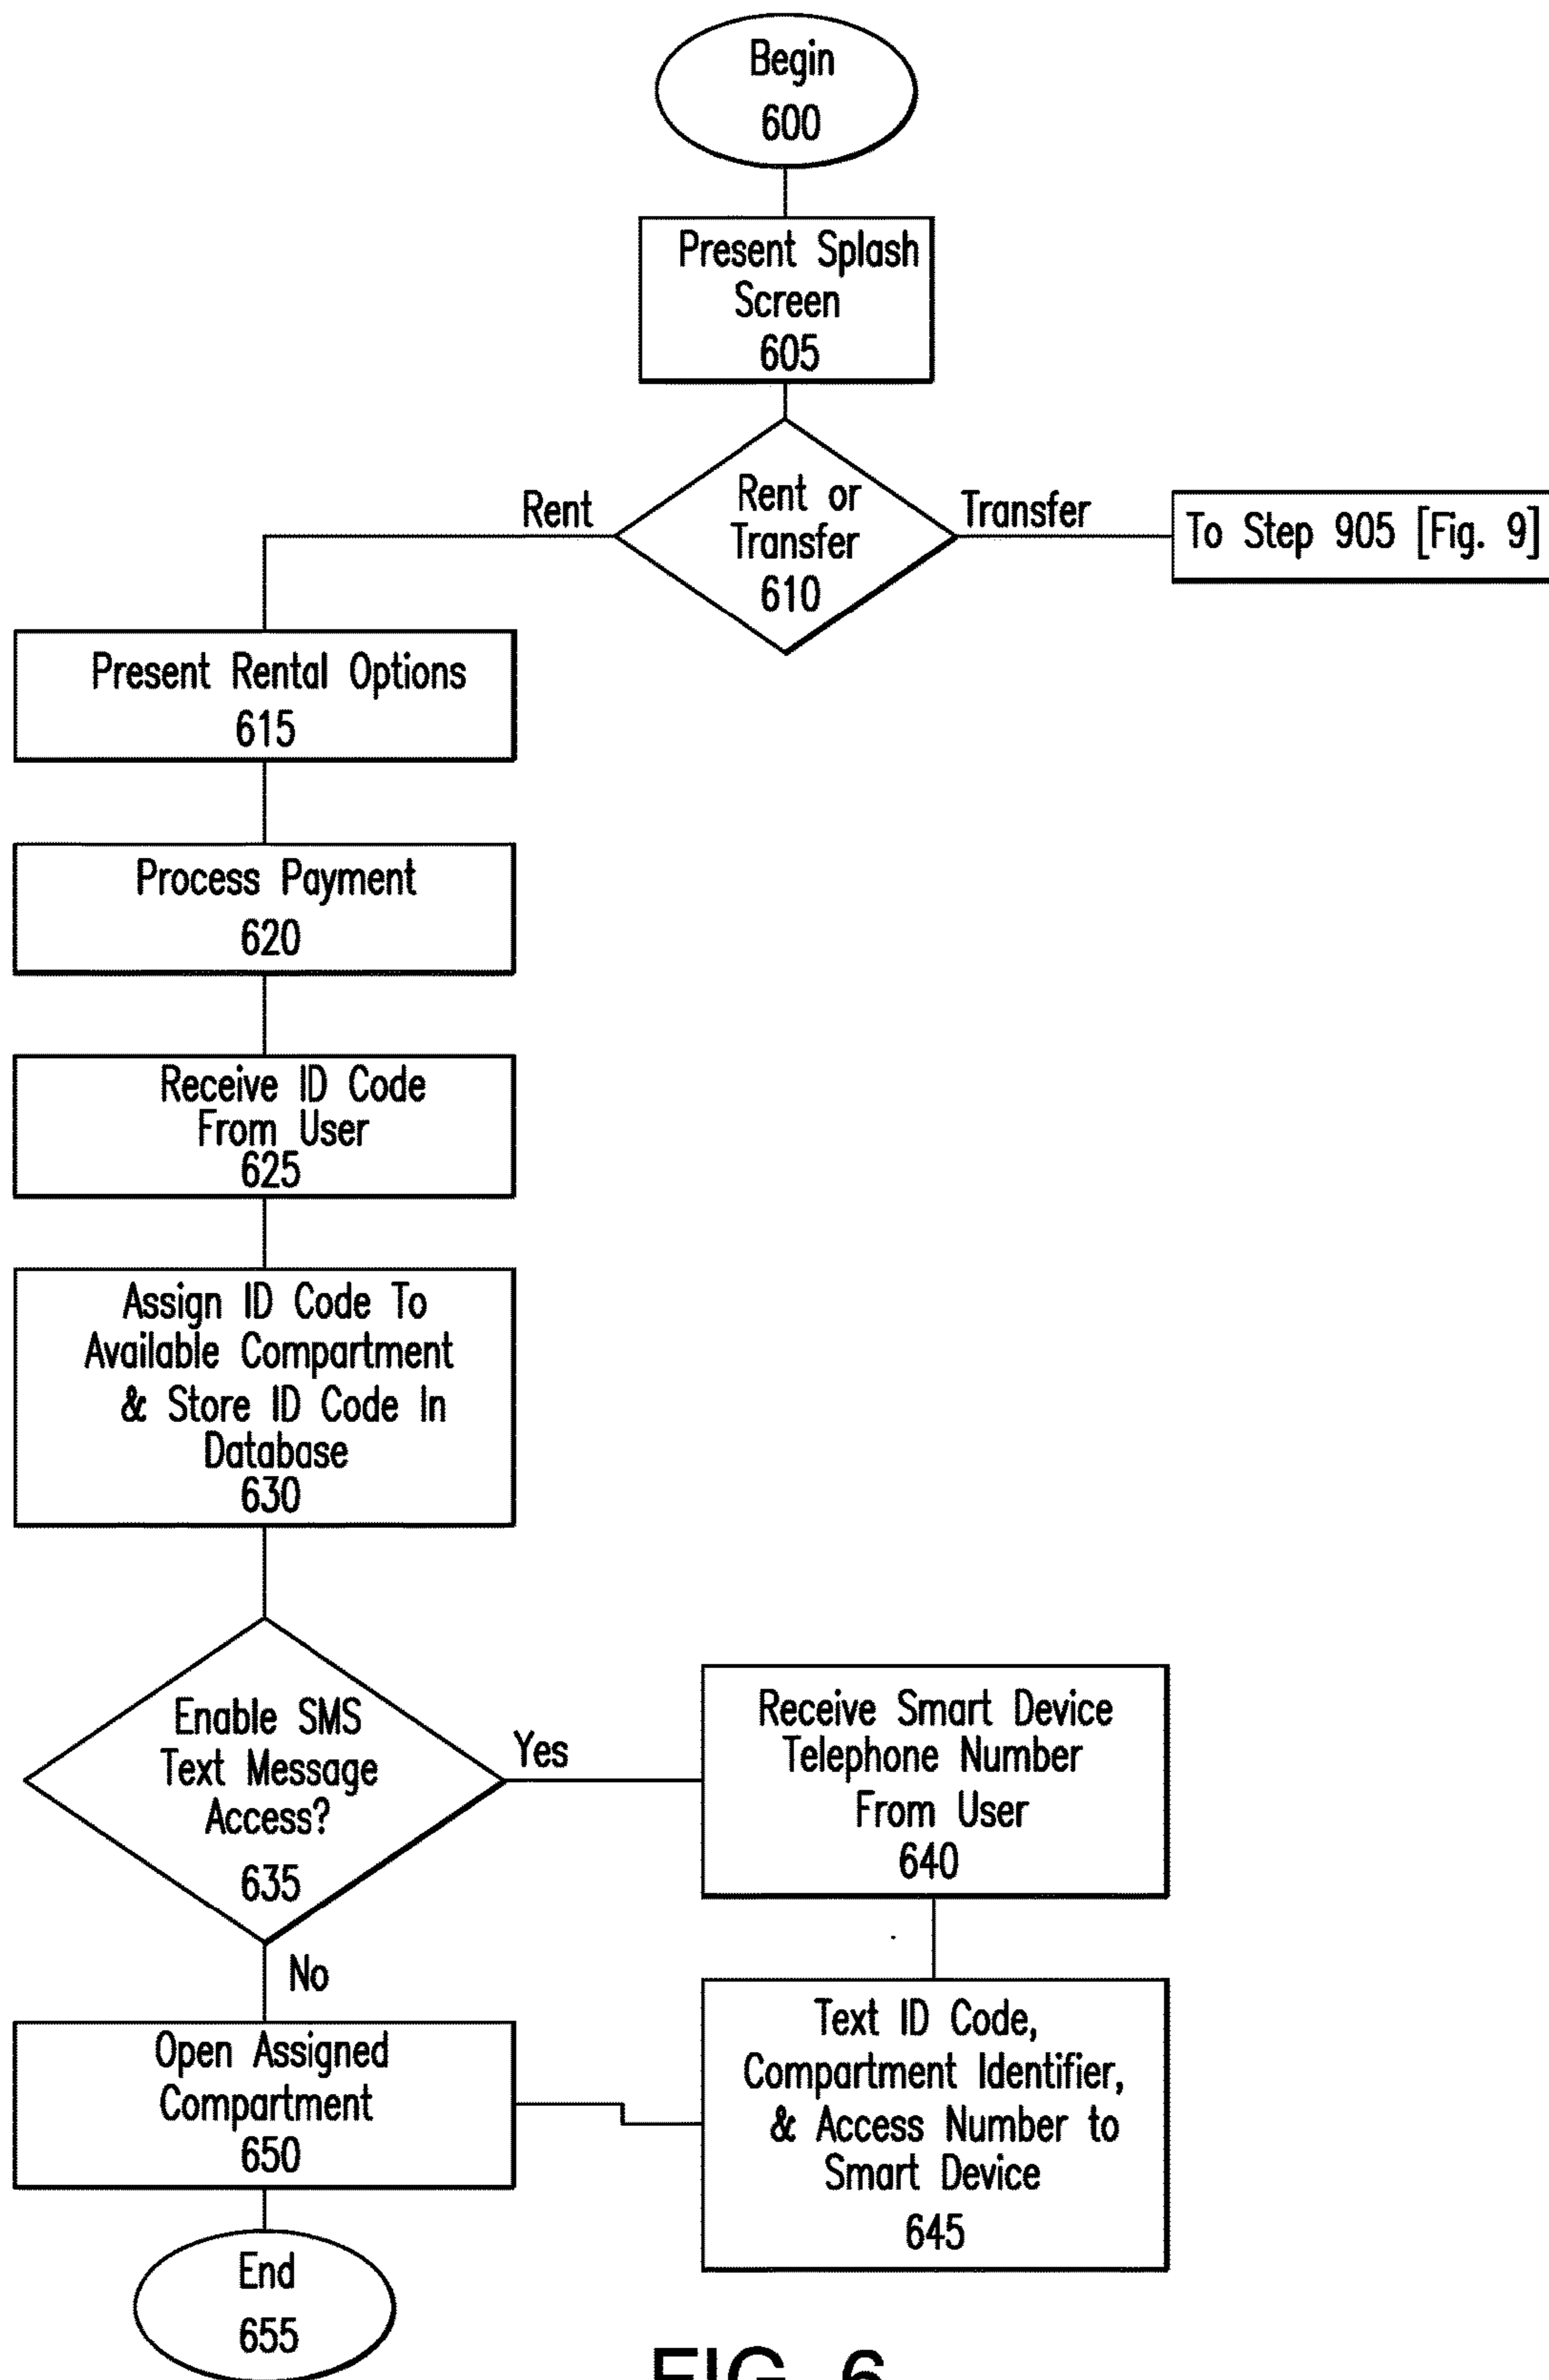 Begin
600
Present Splash
Screen
605
Rent
Rent or
Transfer
610
Transfer
To Step 905 [Fig. 9]
Present Rental Options
615
Process Payment
620
Receive ID Code
From User
625
Assign ID Code To
Available Compartment
& Store ID Code In
Database
630
Enable SMS
Text Message
Access?
635
Yes
Receive Smart Device
Telephone Number
From User
640
No
Text ID Code,
Compartment Identifier,
& Access Number to
Smart Device
645
Open Assigned
Compartment
650
End
655
FIG. 6